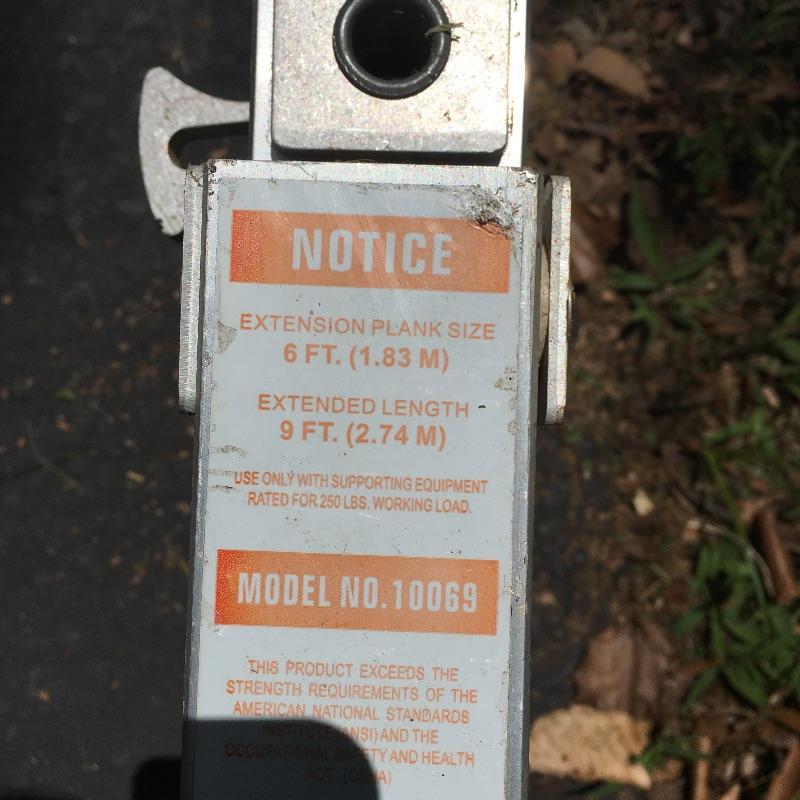 NOTICE
EXTENSION PLANK SIZE
6 FT. (1.83 M)
EXTENDED LENGTH
9 FT. (2.74 M)
USE ONLY WITH SUPPORTING EQUIPMENT
RATED FOR 250 LBS. WORKING LOAD.
MODEL NO.10069
THIS PRODUCT EXCEEDS THE
STRENGTH REQUIREMENTS OF THE
AMERICAN NATIONAL STANDARDS
INSTITUTE (ANSI) AND THE
OCCUPATIONAL SAFETY AND HEALTH
ACT (OSHA)